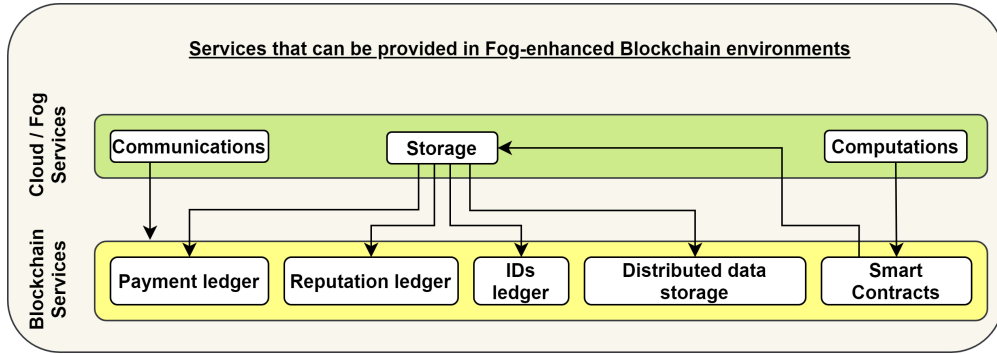 Services that can be provided in Fog-enhanced Blockchain environments
Cloud / Fog
Services
Communications
Storage
Computations
Blockchain
Services
Payment ledger
Reputation ledger
IDs
ledger
Distributed data
storage
Smart
Contracts